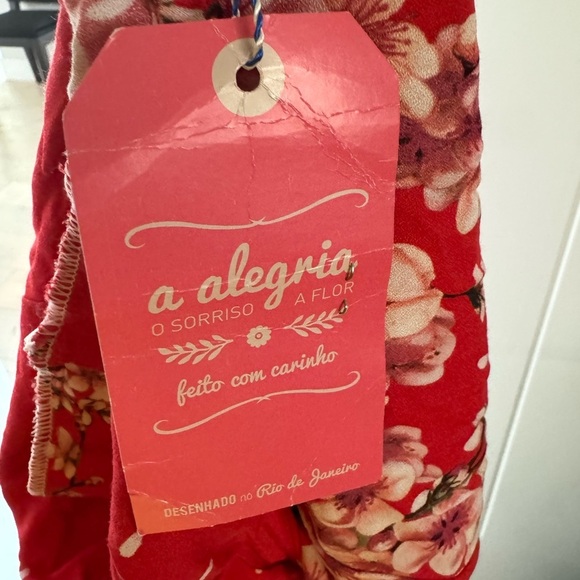 a alegria
O SORRISO A FLOR
feito com carinho
DESENHADO no Rio de Janeiro